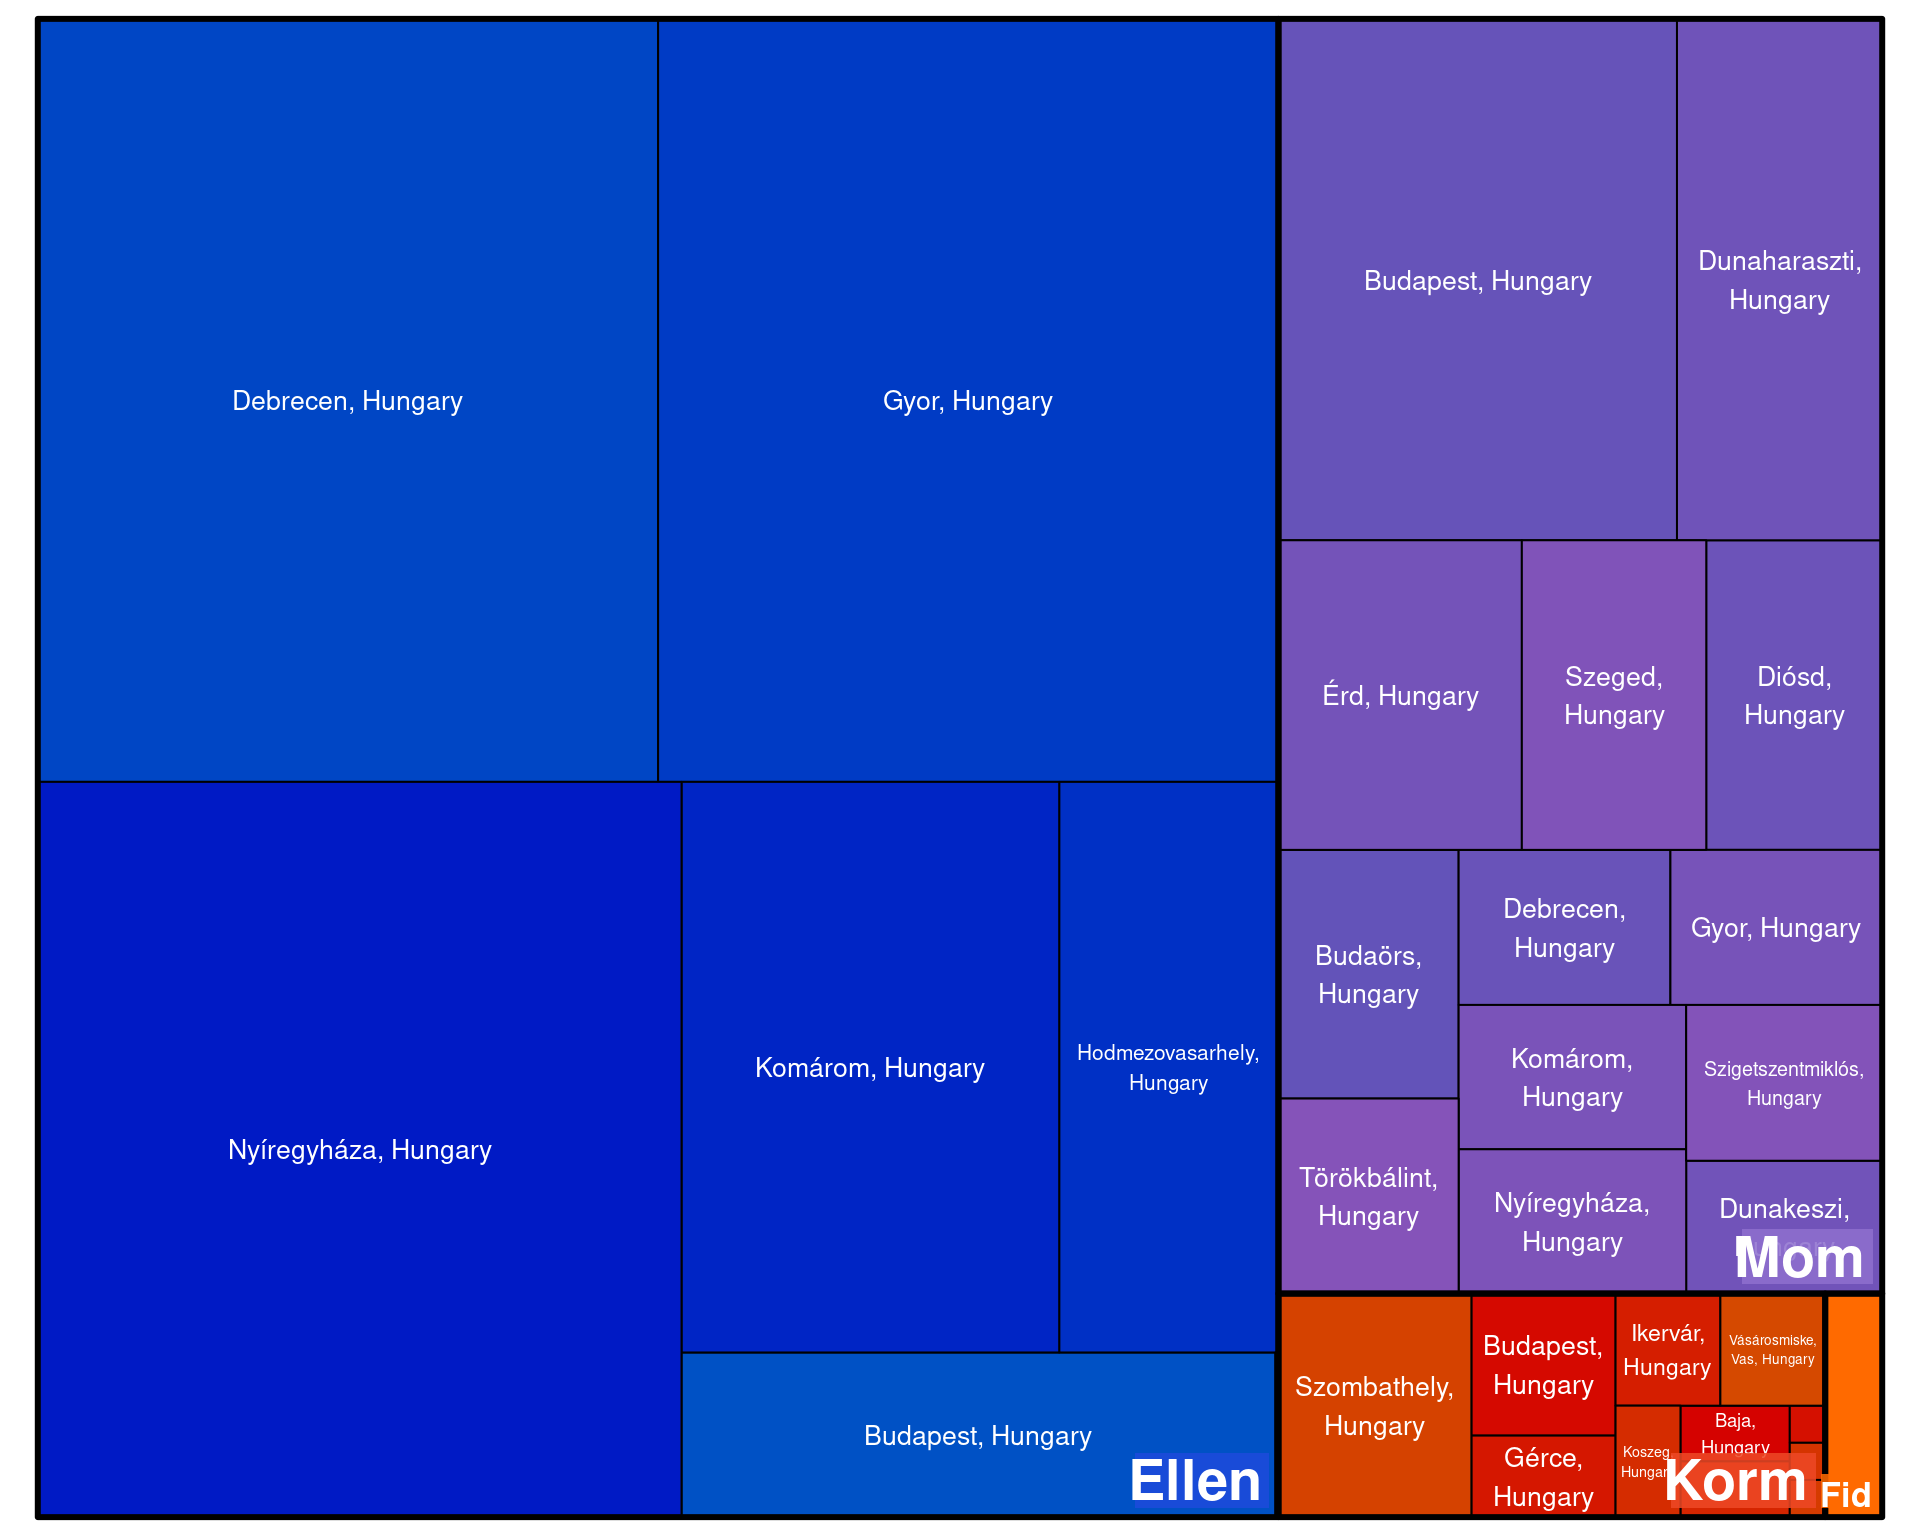 Debrecen, Hungary
Gyor, Hungary
Nyíregyháza, Hungary
Komárom, Hungary
Hodmezovasarhely,
Hungary
Budapest, Hungary
Ellen
Budapest, Hungary
Dunaharaszti,
Hungary
Érd, Hungary
Szeged,
Hungary
Diósd,
Hungary
Budaörs,
Hungary
Debrecen,
Hungary
Gyor, Hungary
Komárom,
Hungary
Szigetszentmiklós,
Hungary
Törökbálint,
Hungary
Nyíregyháza,
Hungary
Dunakeszi,
Mom
Szombathely,
Hungary
Budapest,
Hungary
Gérce,
Hungary
Ikervár,
Hungary
Vásárosmiske,
Vas, Hungary
Koszeg
Hungar
Baja,
Hungary
Korm
Fid